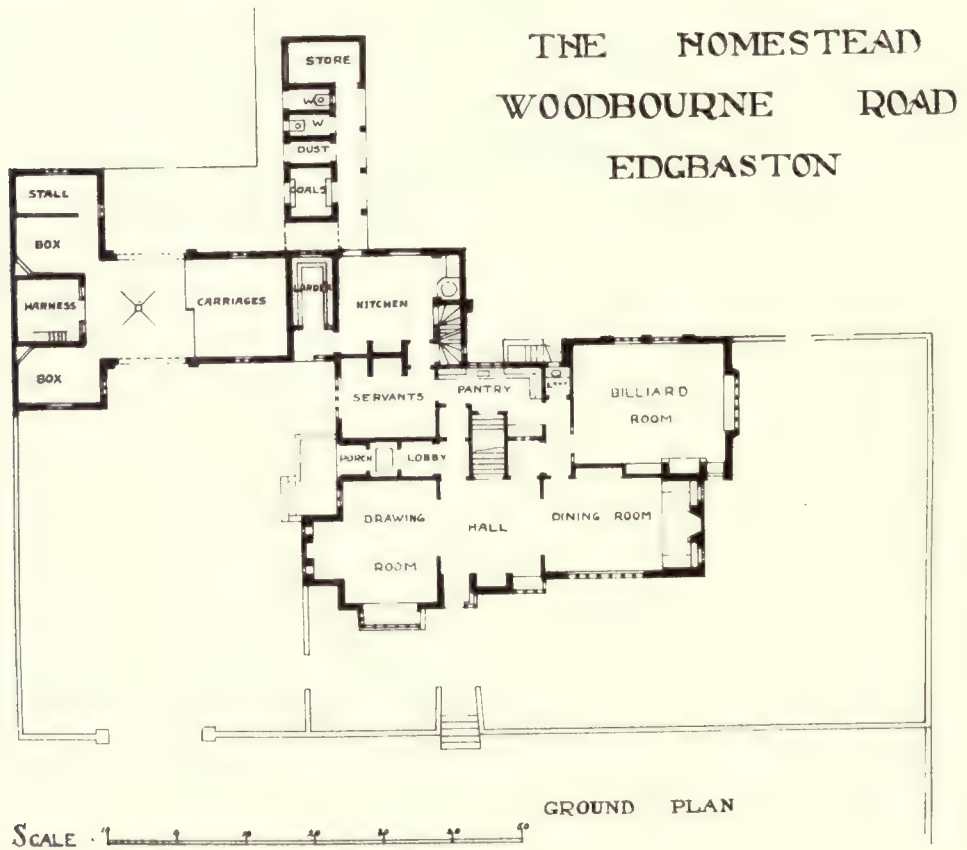 THE HOMESTEAD
WOODBOURNE ROAD
EDGBASTON
STORE
W
W
DUST
COALS
STALL
BOX
HARNESS
BOX
CARRIAGES
LARDER
KITCHEN
SERVANTS
PANTRY
BILLIARD
ROOM
PORCH
LOBBY
DRAWING
ROOM
HALL
DINING ROOM
GROUND PLAN
SCALE